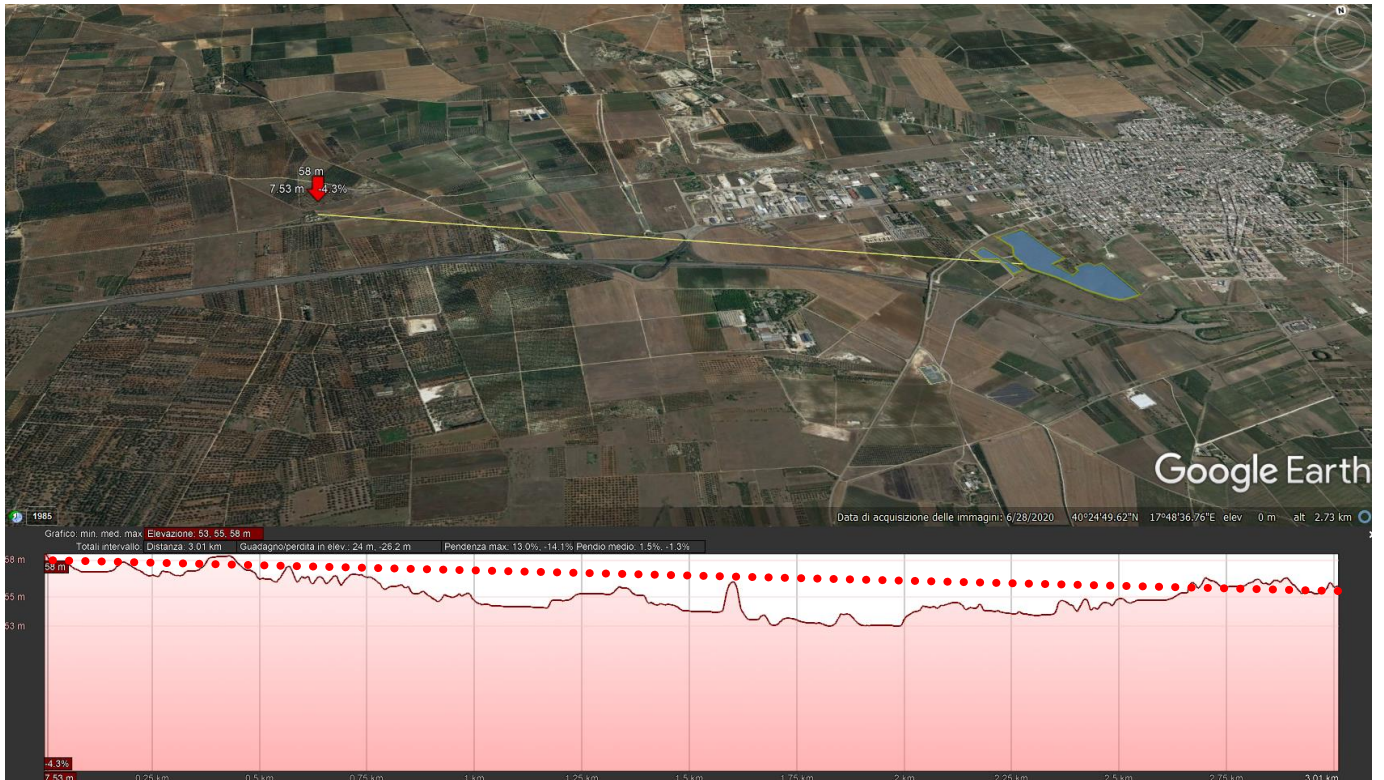 N
58 m
7.53 m -4.3%
Google Earth
1985
Data di acquisizione delle immagini: 6/28/2020 40°24'49.62"N 17°48'36.76"E elev 0 m alt 2.73 km
Grafico: min. med. max Elevazione: 53, 55, 58 m
Totali intervallo: Distanza: 3.01 km Guadagno/perdita in elev.: 24 m, -26.2 m Pendenza max: 13.0%, -14.1% Pendio medio: 1.5%, -1.3%
58 m
58 m
55 m
53 m
-4.3%
7.53 m 0.25 km 0.5 km 0.75 km 1 km 1.25 km 1.5 km 1.75 km 2 km 2.25 km 2.5 km 2.75 km 3.01 km